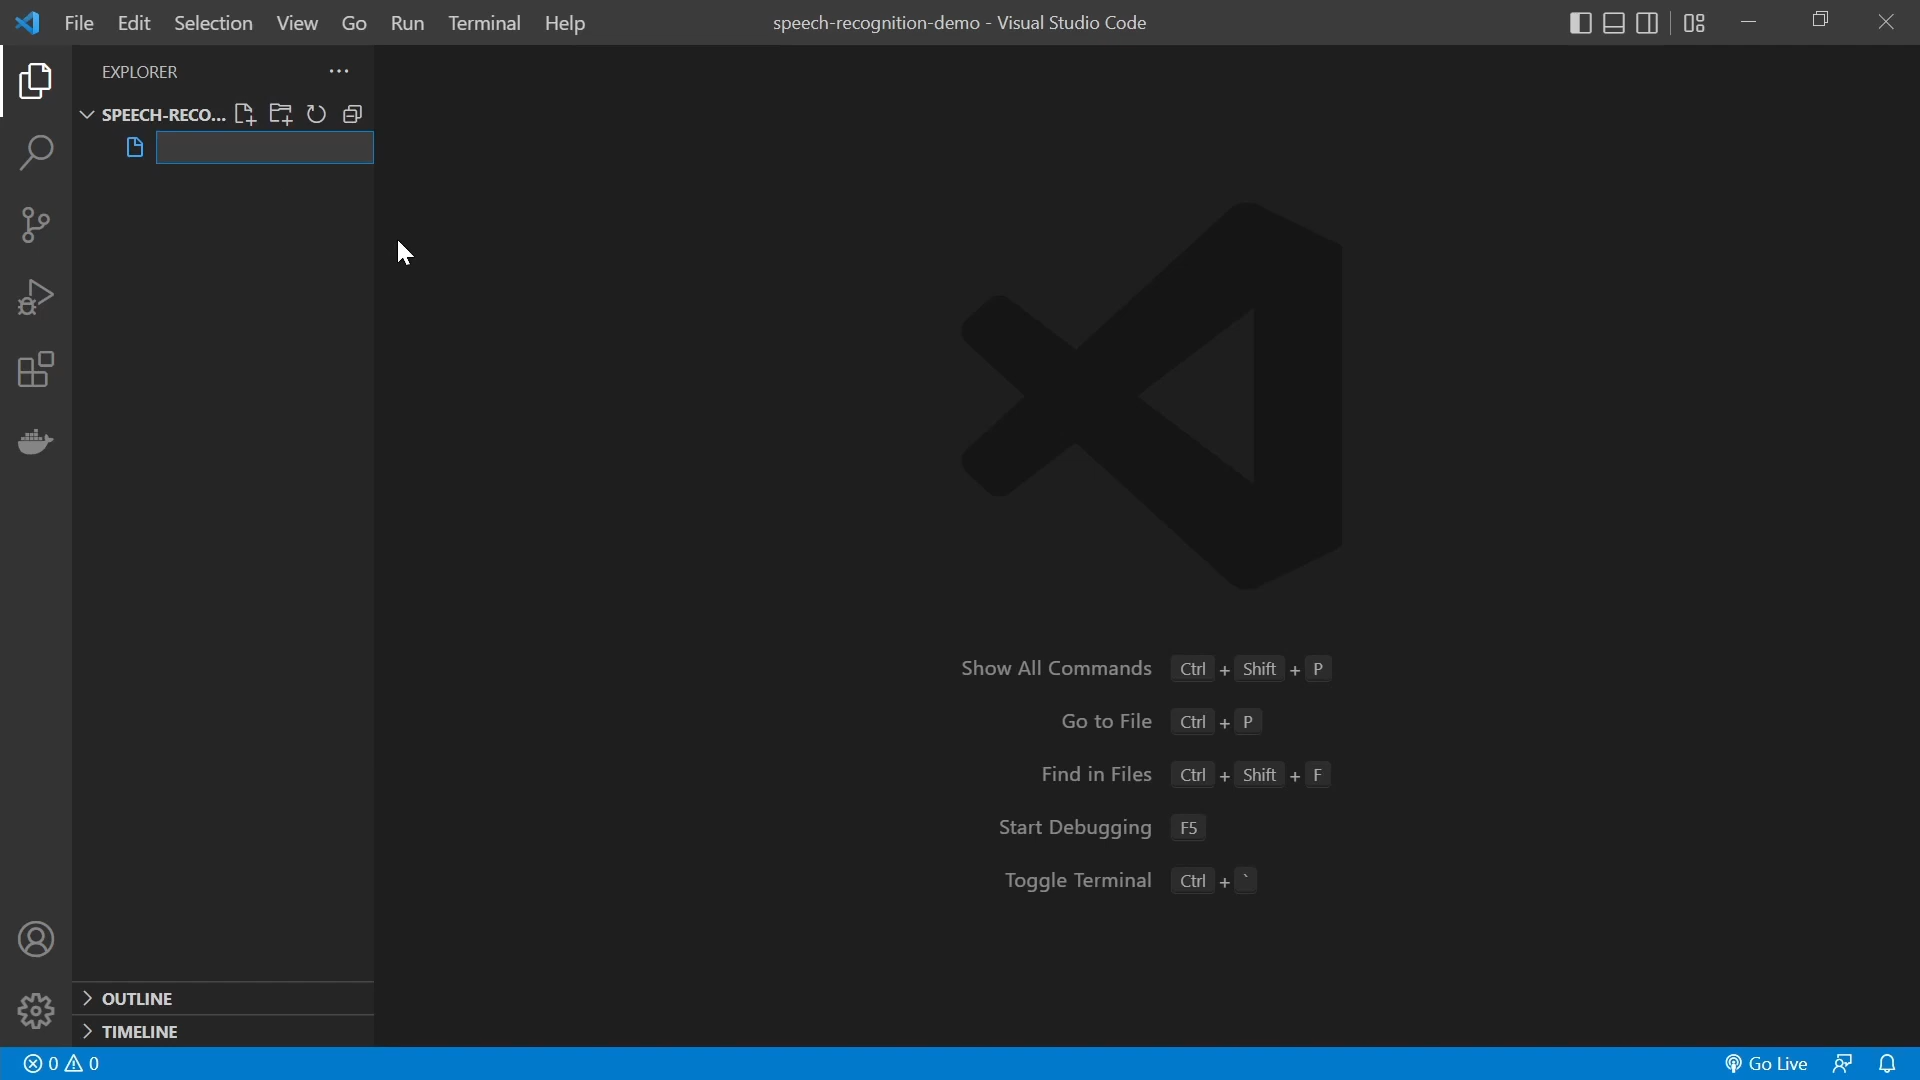 File Edit Selection View Go Run Terminal Help
speech-recognition-demo - Visual Studio Code
EXPLORER
SPEECH-RECO...
Show All Commands Ctrl + Shift + P
Go to File Ctrl + P
Find in Files Ctrl + Shift + F
Start Debugging F5
Toggle Terminal Ctrl + `
OUTLINE
TIMELINE
0 0
Go Live